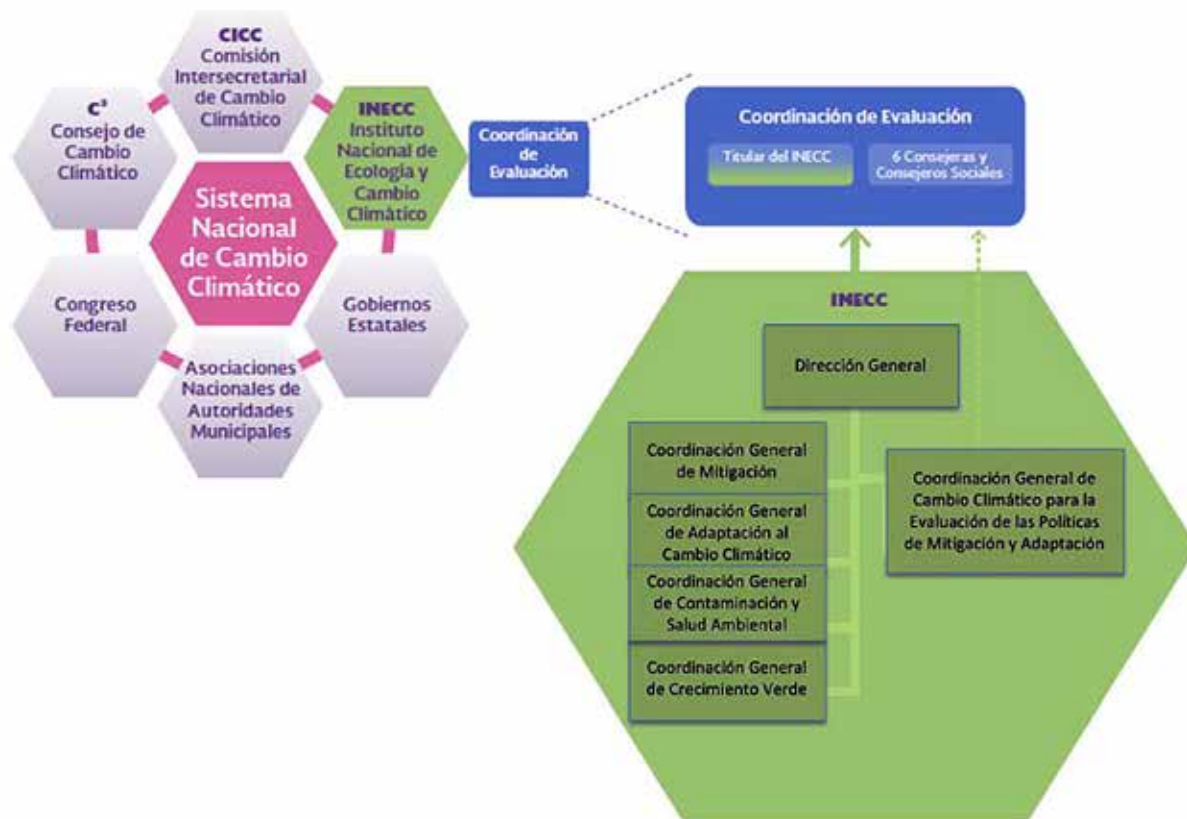 CICC
Comisión
Intersecretarial
de Cambio
Climático
C³
Consejo de
Cambio
Climático
INECC
Instituto
Nacional de
Ecología y
Cambio
Climático
Sistema
Nacional
de Cambio
Climático
Congreso
Federal
Gobiernos
Estatales
Asociaciones
Nacionales de
Autoridades
Municipales
Coordinación
de
Evaluación
Coordinación de Evaluación
Titular del INECC
6 Consejeras y
Consejeros Sociales
INECC
Dirección General
Coordinación General
de Mitigación
Coordinación General
de Adaptación al
Cambio Climático
Coordinación General
de Contaminación y
Salud Ambiental
Coordinación General
de Crecimiento Verde
Coordinación General de
Cambio Climático para la
Evaluación de las Políticas
de Mitigación y Adaptación